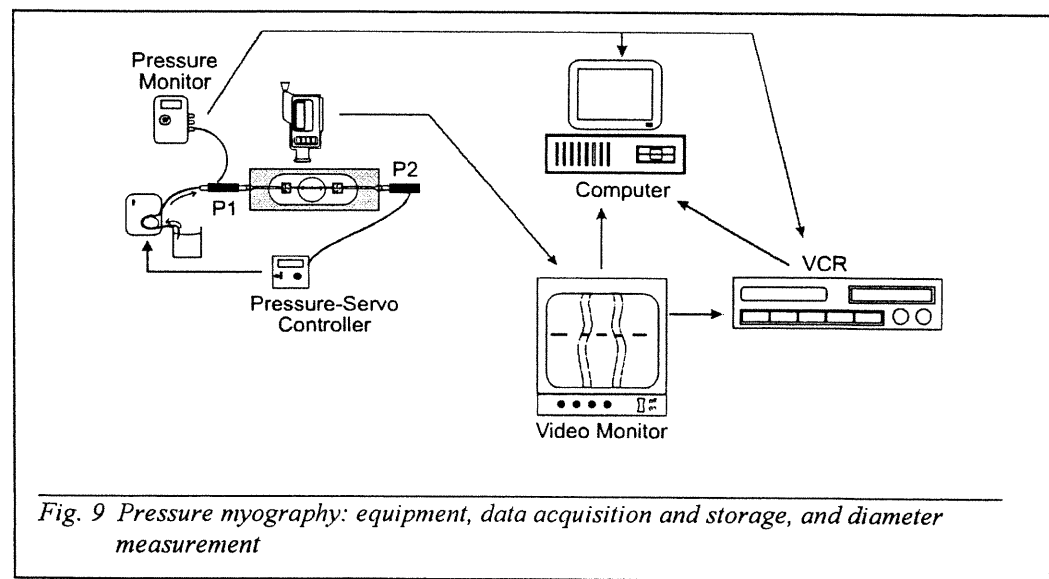 Pressure
Monitor
P2
P1
Computer
VCR
Pressure-Servo
Controller
Video Monitor
Fig. 9 Pressure myography: equipment, data acquisition and storage, and diameter
measurement